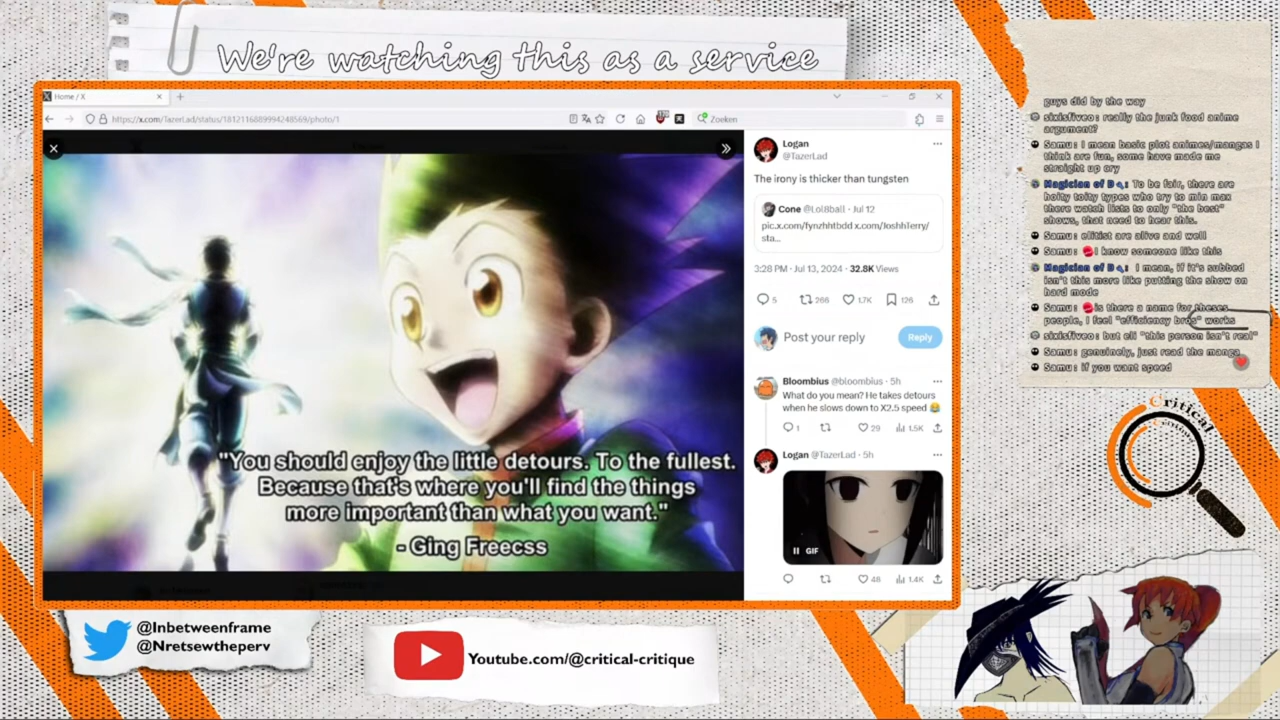 We're watching this as a service
Home / X
https://x.com/TazerLad/status/1812116889994248569/photo/1
Zoeken
"You should enjoy the little detours. To the fullest.
Because that's where you'll find the things
more important than what you want."
- Ging Freecss
Logan
@TazerLad
The irony is thicker than tungsten
Cone @Lol8ball · Jul 12
pic.x.com/fynzhhtbdd x.com/JoshhTerry/
sta...
3:28 PM · Jul 13, 2024 · 32.8K Views
5 266 1.7K 126
Post your reply
Reply
Bloombius @bloombius · 5h
What do you mean? He takes detours
when he slows down to X2.5 speed 😂
1 29 1.5K
Logan @TazerLad · 5h
GIF
48 1.4K
guys did by the way
sixisfiveo: really the junk food anime
argument?
Samu: I mean basic plot animes/mangas I
think are fun, some have made me
straight up cry
Magician of D: To be fair, there are
hoity toity types who try to min max
there watch lists to only "the best"
shows, that need to hear this.
Samu: elitist are alive and well
Samu: I know someone like this
Magician of D: I mean, if it's subbed
isn't this more like putting the show on
hard mode
Samu: is there a name for theses
people, I feel "efficiency bros" works
sixisfiveo: but eli "this person isn't real"
Samu: genuinely, just read the manga
Samu: if you want speed
Critical
@Inbetweenframe
@Nretsewtheperv
Youtube.com/@critical-critique